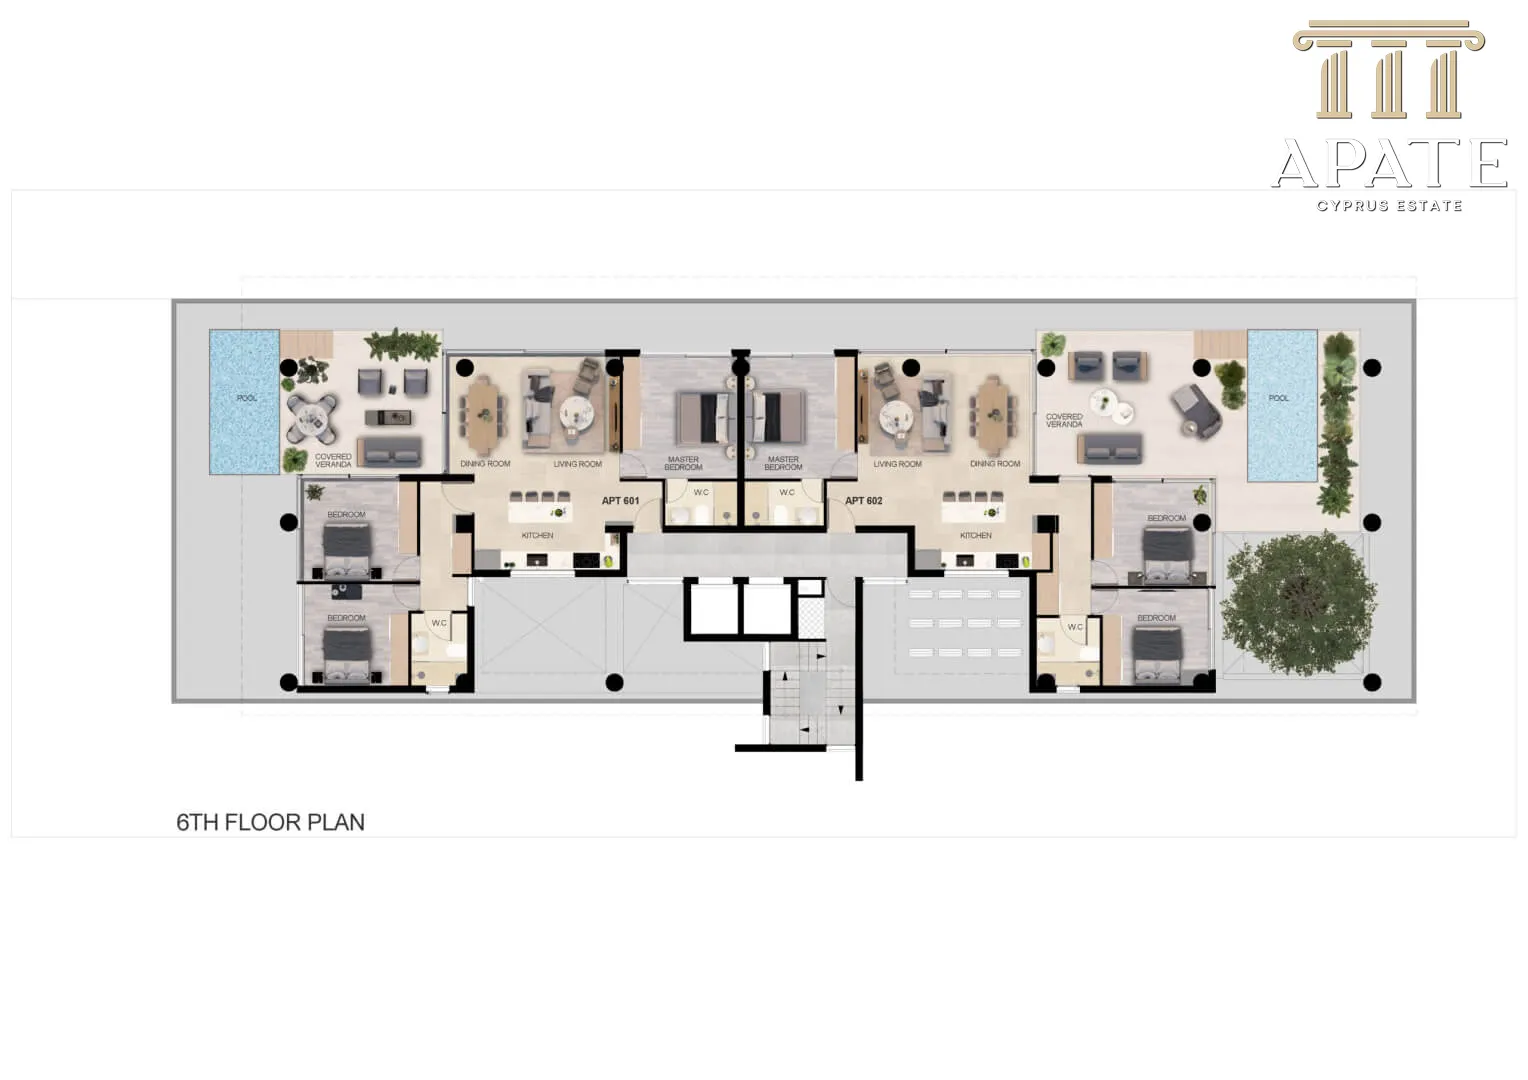 APATE
CYPRUS ESTATE
POOL
COVERED
VERANDA
DINING ROOM
LIVING ROOM
MASTER
BEDROOM
MASTER
BEDROOM
LIVING ROOM
DINING ROOM
COVERED
VERANDA
POOL
BEDROOM
KITCHEN
APT 601
W.C
W.C
APT 602
KITCHEN
BEDROOM
BEDROOM
W.C
W.C
BEDROOM
6TH FLOOR PLAN